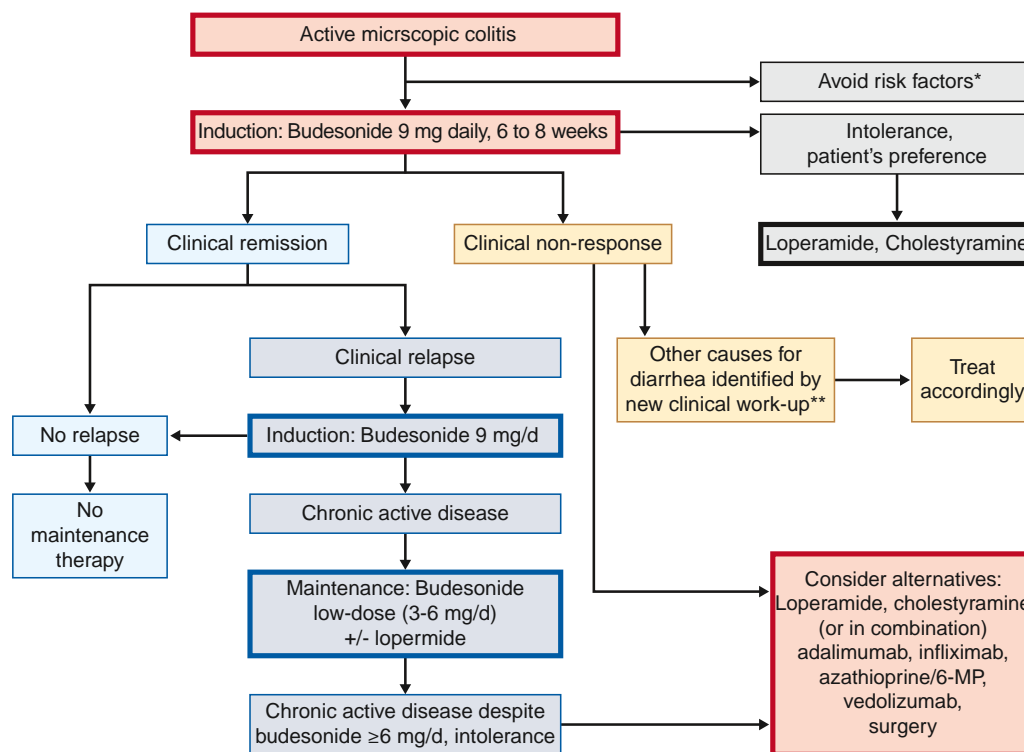 Active micrscopic colitis
Avoid risk factors*
Induction: Budesonide 9 mg daily, 6 to 8 weeks
Intolerance,
patient's preference
Clinical remission
Clinical non-response
Loperamide, Cholestyramine
Clinical relapse
Other causes for
diarrhea identified by
new clinical work-up**
Treat
accordingly
No relapse
Induction: Budesonide 9 mg/d
No
maintenance
therapy
Chronic active disease
Maintenance: Budesonide
low-dose (3-6 mg/d)
+/- lopermide
Consider alternatives:
Loperamide, cholestyramine
(or in combination)
adalimumab, infliximab,
azathioprine/6-MP,
vedolizumab,
surgery
Chronic active disease despite
budesonide ≥6 mg/d, intolerance